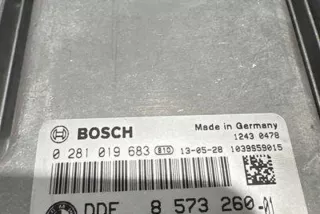 BOSCH
Made in Germany
1243 0478
0 281 019 683 810 13-05-28 1039S59015
DDE 8 573 260-01